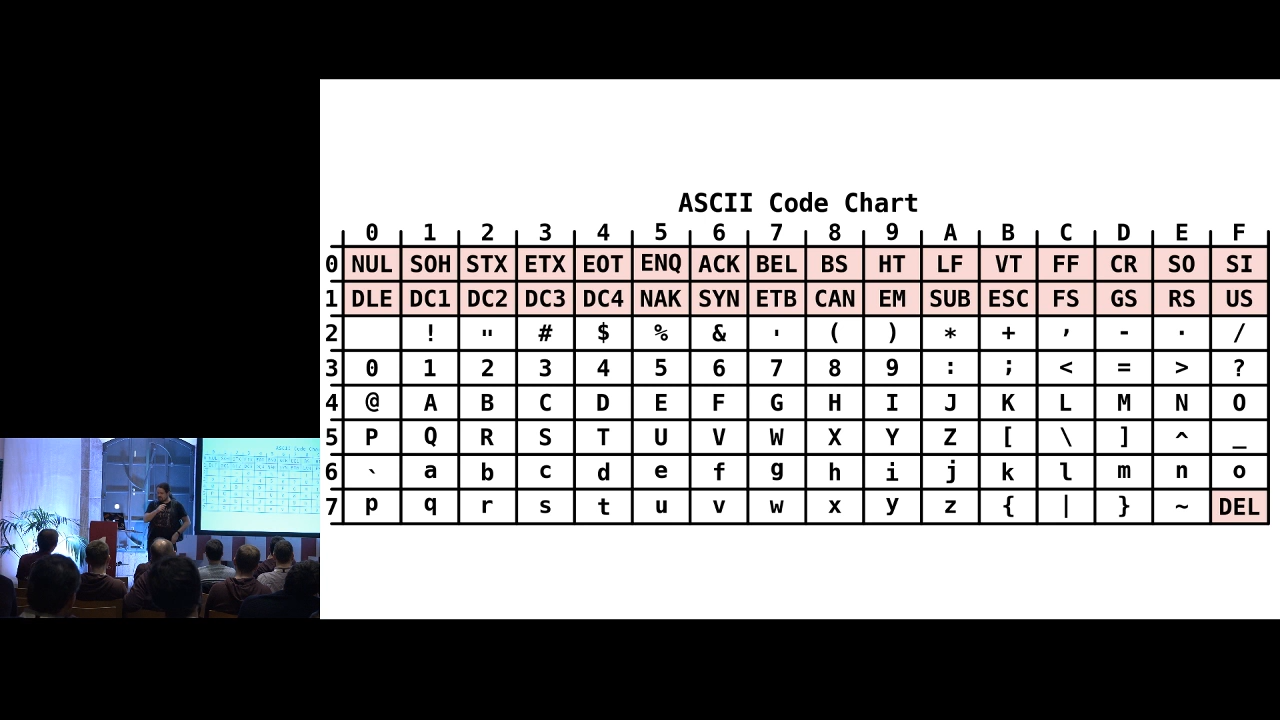 ASCII Code Chart
0 1 2 3 4 5 6 7 8 9 A B C D E F
0 NUL SOH STX ETX EOT ENQ ACK BEL BS HT LF VT FF CR SO SI
1 DLE DC1 DC2 DC3 DC4 NAK SYN ETB CAN EM SUB ESC FS GS RS US
2 ! " # $ % & ' ( ) * + , - . /
3 0 1 2 3 4 5 6 7 8 9 : ; < = > ?
4 @ A B C D E F G H I J K L M N O
5 P Q R S T U V W X Y Z [ \ ] ^ _
6 ` a b c d e f g h i j k l m n o
7 p q r s t u v w x y z { | } ~ DEL